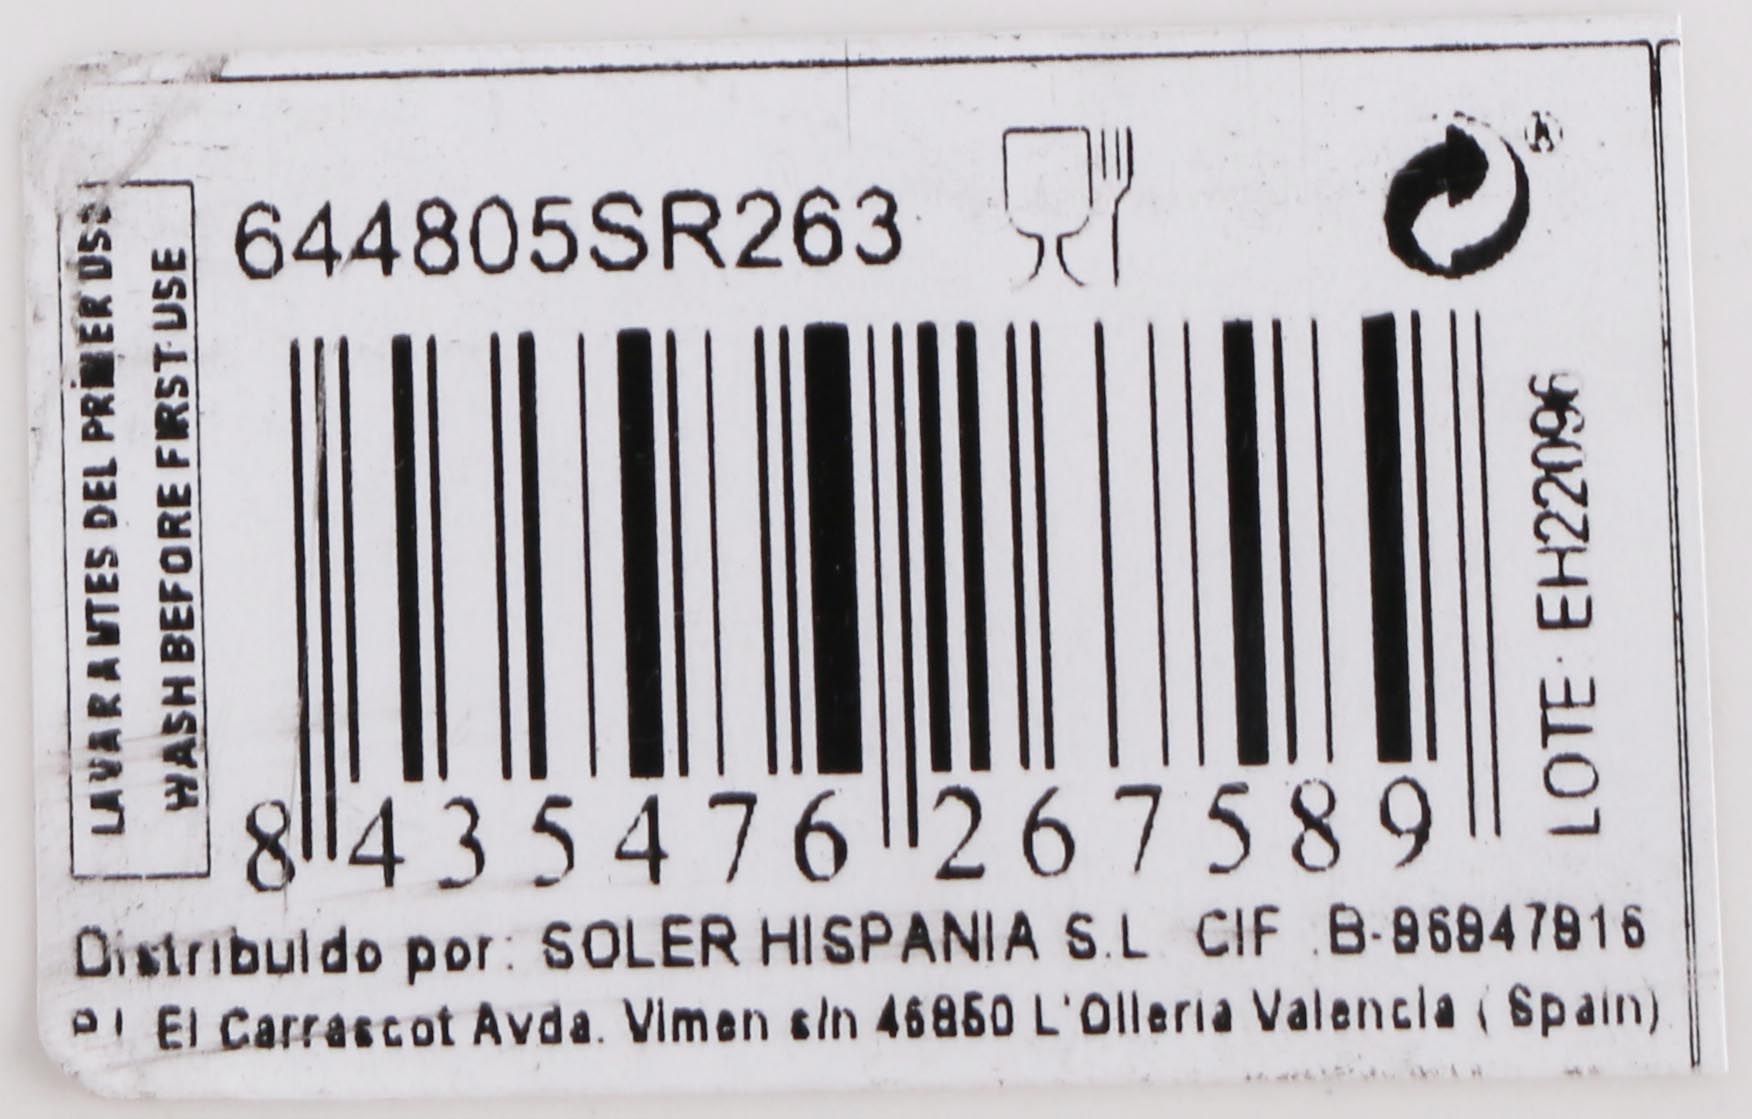 LAVAR ANTES DEL PRIMER USO
WASH BEFORE FIRST USE
644805SR263
®
8 435476 267589
LOTE: EH22096
Distribuido por: SOLER HISPANIA S.L. CIF.:B-96947916
P.I. El Carrascot Avda. Vimen s/n 46850 L'Olleria Valencia (Spain)